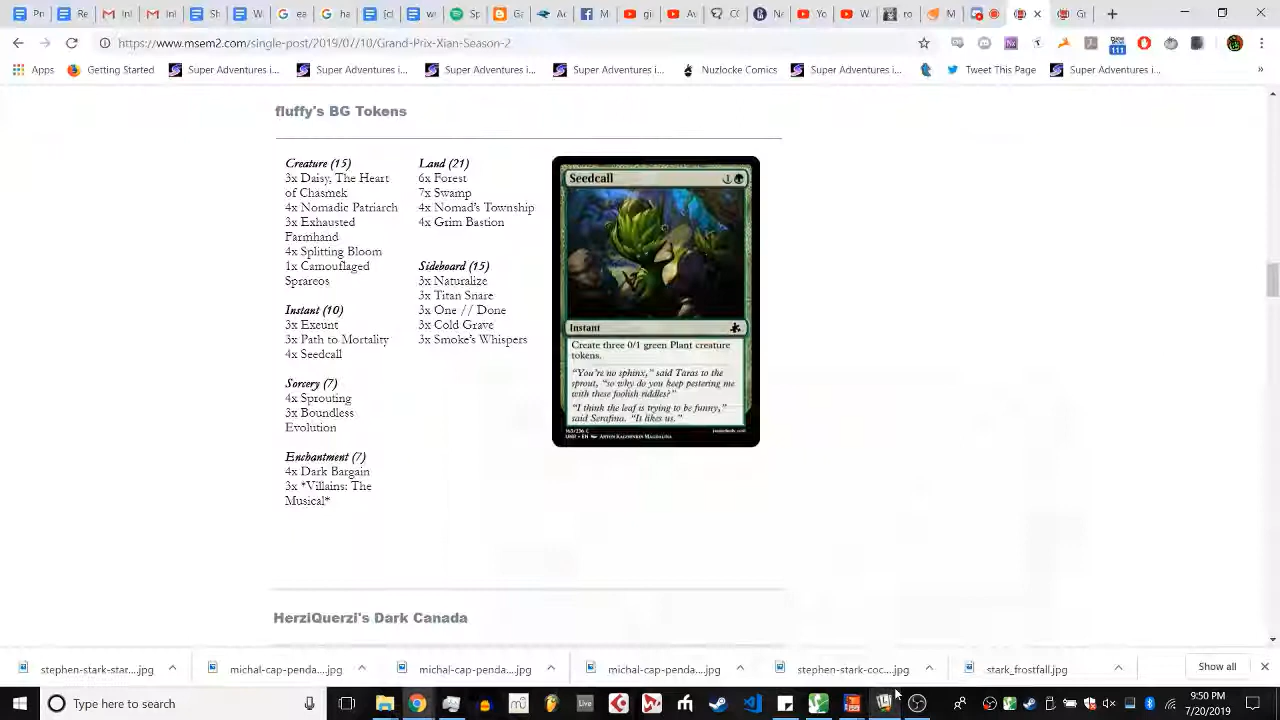 https://www.msem2.com/singlepost/2019/07/10/Grand-Prix-Xian-Season-2
111
Apps
Getting Started
Super Adventures i...
Super Adventures i...
Super Adventures i...
Super Adventures i...
Nuzlocke Comics
Super Adventures i...
Tweet This Page
Super Adventures i...
»
fluffy's BG Tokens
Creature (15)
3x Daisy, The Heart
of Clasmek
4x Nomadic Patriarch
3x Exhausted
Farmhand
4x Splitting Bloom
1x Camouflaged
Instant (10)
3x Exeunt
3x Path to Mortality
4x Seedcall
Sorcery (7)
4x Sprouting
3x Boundless
Evolution
Enchantment (7)
4x Dark Bargain
3x *Villains: The
Musical*
Land (21)
6x Forest
7x Swamp
4x Nomad's Township
4x Grim Bastion
Sideboard (15)
3x Naturalize
3x Titan Snare
3x One // Done
3x Cold Grave
3x Smoke's Whispers
Seedcall
1
Instant
Create three 0/1 green Plant creature
tokens.
"You're no sphinx," said Taras to the
sprout, "so why do you keep pestering me
with these foolish riddles?"
"I think the leaf is trying to be funny,"
said Serafina. "It likes us."
HerziQuerzi's Dark Canada
stephen-stark-star...jpg
michal-cap-penda...jpg
michal-cap-penda...jpg
michal-cap-penda...jpg
stephen-stark-coc...jpg
stark_frostfall.jpg
Show all
Type here to search
Live
9:50 PM
7/20/2019